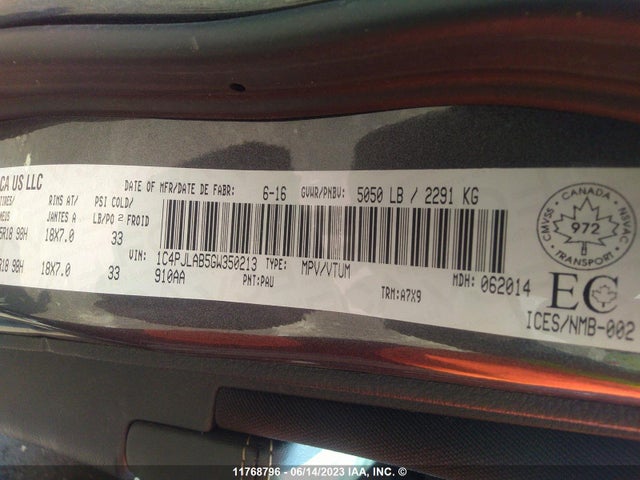 CA US LLC
DATE OF MFR/DATE DE FABR: 6-16 GVWR/PNBV: 5050 LB / 2291 KG
RIMS AT/ JANTES A
PSI COLD/ LB/PO 2 FROID
5R18 98H 18X7.0 33
R18 98H 18X7.0 33
VIN: 1C4PJLAB5GW350213 TYPE: MPV/VTUM MDH: 062014
910AA PNT:PAU TRM:A7X9
CMVSS CANADA NSVAC
972
TRANSPORT
EC
ICES/NMB-002
11768796 - 06/14/2023 IAA, Inc.